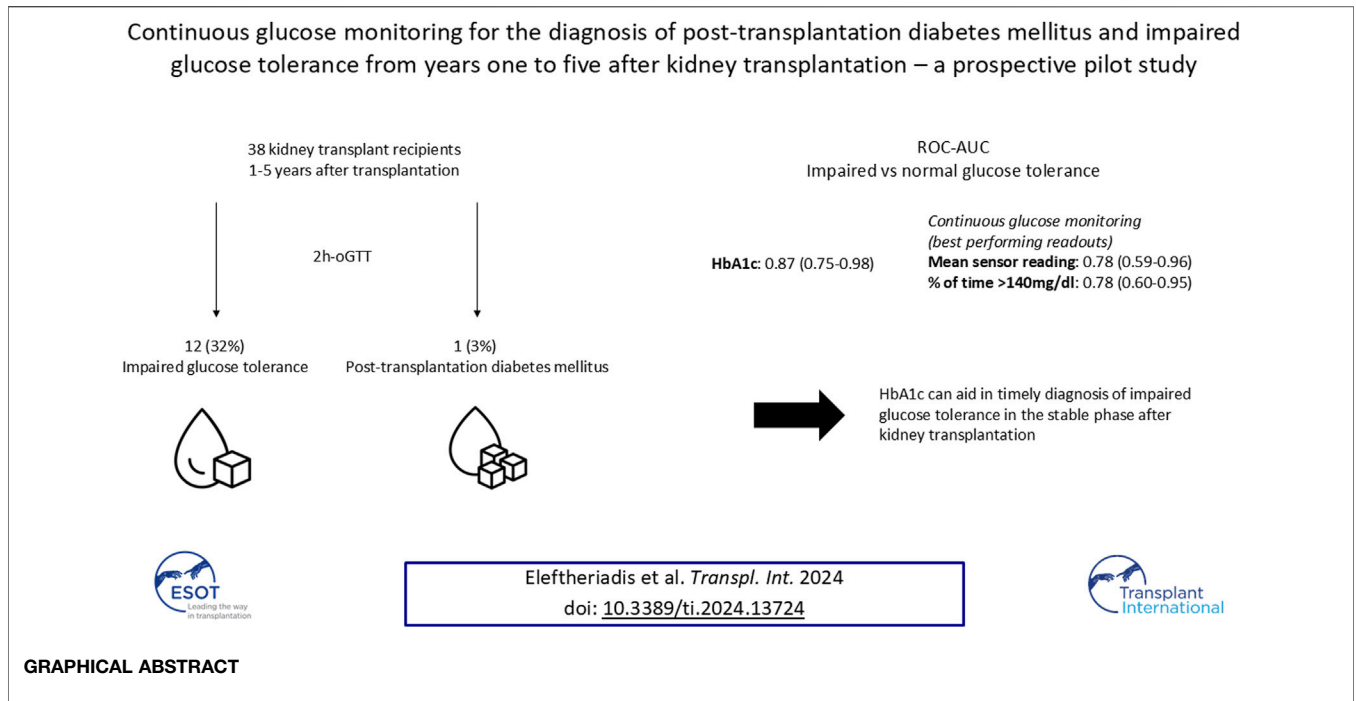 Continuous glucose monitoring for the diagnosis of post-transplantation diabetes mellitus and impaired
glucose tolerance from years one to five after kidney transplantation – a prospective pilot study
38 kidney transplant recipients
1-5 years after transplantation
2h-oGTT
12 (32%)
Impaired glucose tolerance
1 (3%)
Post-transplantation diabetes mellitus
ROC-AUC
Impaired vs normal glucose tolerance
HbA1c: 0.87 (0.75-0.98)
Continuous glucose monitoring
(best performing readouts)
Mean sensor reading: 0.78 (0.59-0.96)
% of time >140mg/dl: 0.78 (0.60-0.95)
HbA1c can aid in timely diagnosis of impaired
glucose tolerance in the stable phase after
kidney transplantation
ESOT
Leading the way
in transplantation
Eleftheriadis et al. Transpl. Int. 2024
doi: 10.3389/ti.2024.13724
Transplant
International
GRAPHICAL ABSTRACT